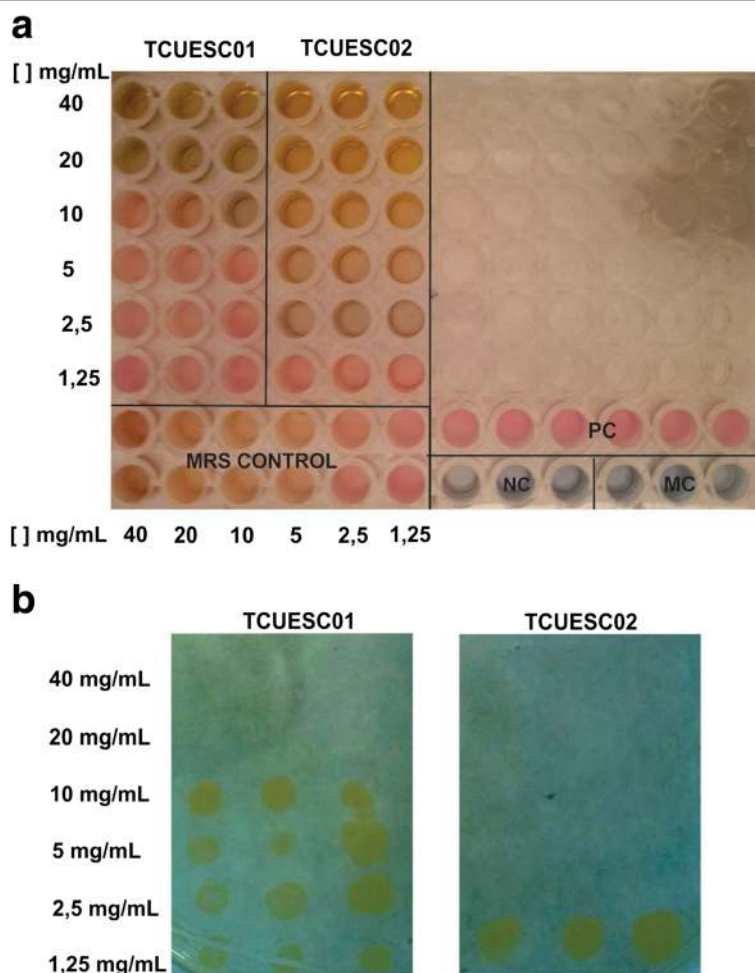 a
TCUESC01 TCUESC02
[ ] mg/mL
40
20
10
5
2,5
1,25
PC
MRS CONTROL
NC MC
[ ] mg/mL 40 20 10 5 2,5 1,25
b
TCUESC01 TCUESC02
40 mg/mL
20 mg/mL
10 mg/mL
5 mg/mL
2,5 mg/mL
1,25 mg/mL